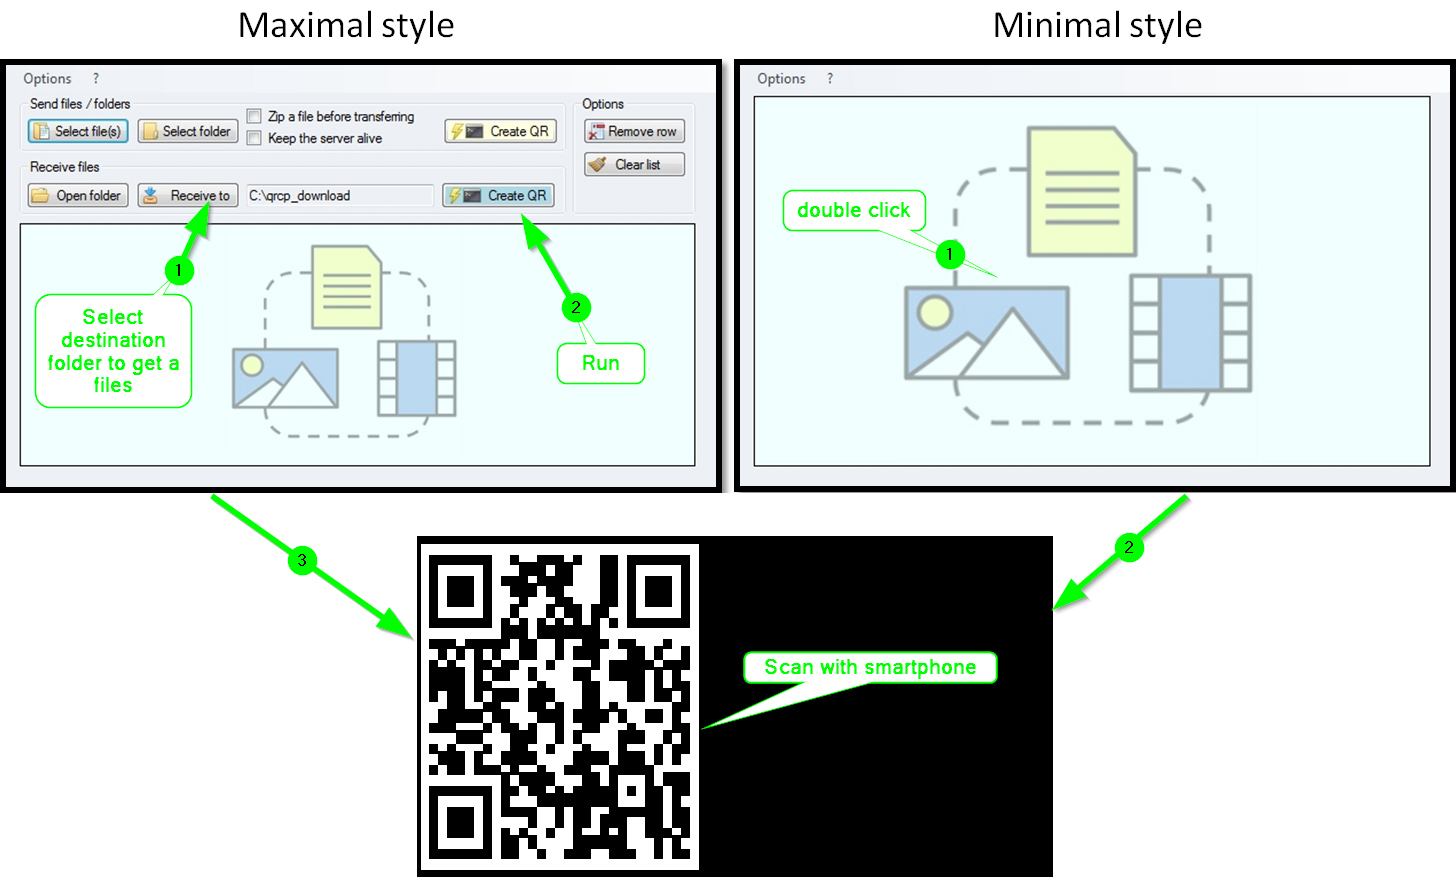 Maximal style
Minimal style
Options ?
Send files / folders
Select file(s)
Select folder
Zip a file before transferring
Keep the server alive
Create QR
Options
Remove row
Clear list
Receive files
Open folder
Receive to
C:\qrcp_download
Create QR
1
Select
destination
folder to get a
files
2
Run
Options ?
double click
1
3
2
Scan with smartphone